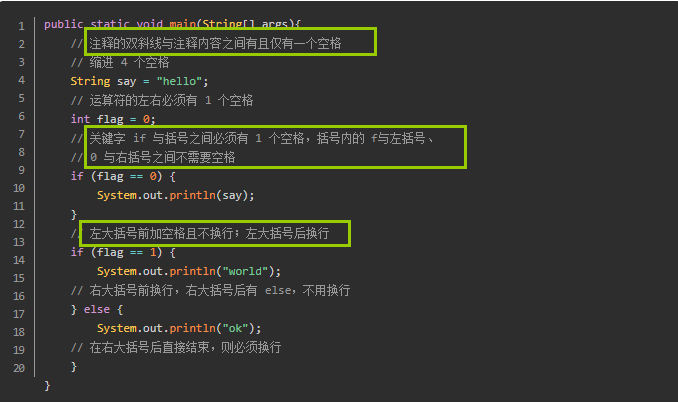 1 public static void main(String[] args){
2 // 注释的双斜线与注释内容之间有且仅有一个空格
3 // 缩进 4 个空格
4 String say = "hello";
5 // 运算符的左右必须有 1 个空格
6 int flag = 0;
7 // 关键字 if 与括号之间必须有 1 个空格，括号内的 f与左括号、
8 // 0 与右括号之间不需要空格
9 if (flag == 0) {
10 System.out.println(say);
11 }
12 // 左大括号前加空格且不换行；左大括号后换行
13 if (flag == 1) {
14 System.out.println("world");
15 // 右大括号前换行，右大括号后有 else，不用换行
16 } else {
17 System.out.println("ok");
18 // 在右大括号后直接结束，则必须换行
19 }
20 }